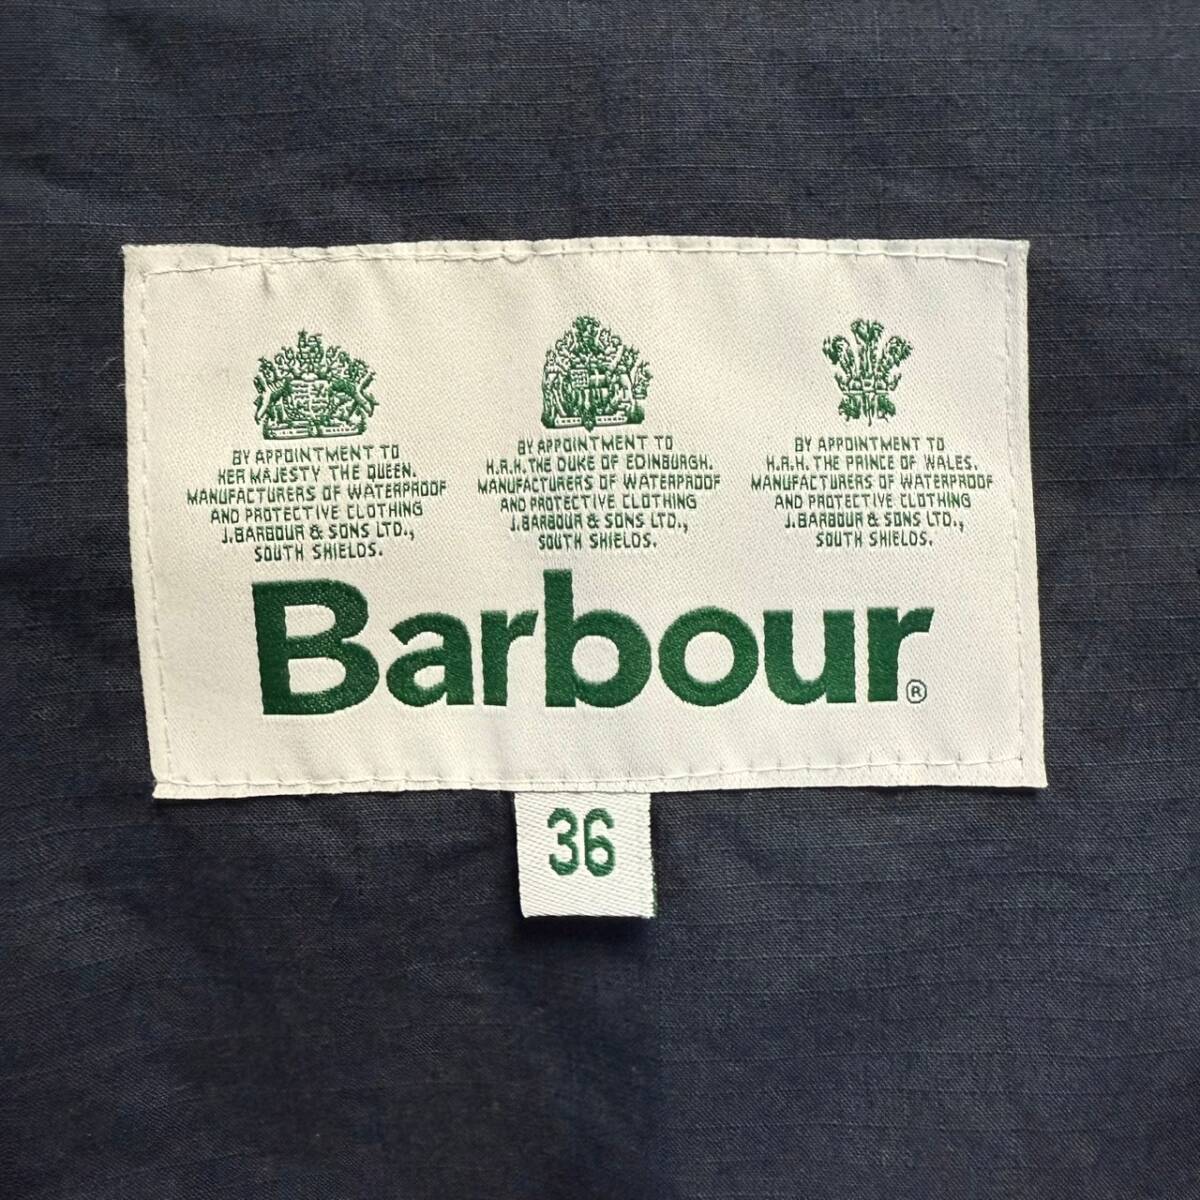 BY APPOINTMENT TO
HER MAJESTY THE QUEEN.
MANUFACTURERS OF WATERPROOF
AND PROTECTIVE CLOTHING
J.BARBOUR & SONS LTD.,
SOUTH SHIELDS.
BY APPOINTMENT TO
H.R.H. THE DUKE OF EDINBURGH.
MANUFACTURERS OF WATERPROOF
AND PROTECTIVE CLOTHING
J.BARBOUR & SONS LTD.,
SOUTH SHIELDS.
BY APPOINTMENT TO
H.R.H. THE PRINCE OF WALES.
MANUFACTURERS OF WATERPROOF
AND PROTECTIVE CLOTHING
J.BARBOUR & SONS LTD.,
SOUTH SHIELDS.
Barbour®
36